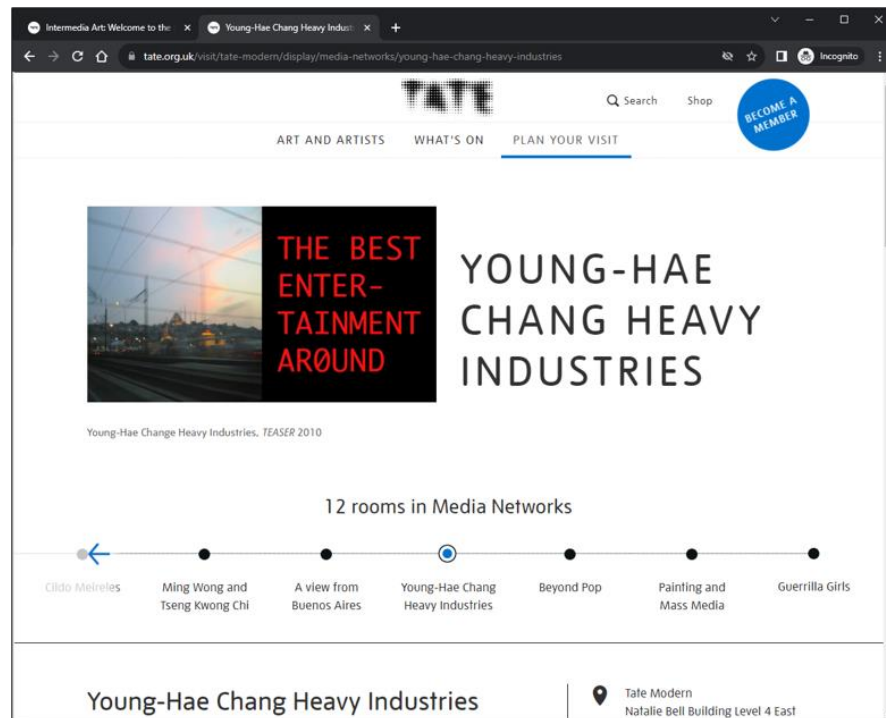 Intermedia Art: Welcome to the
Young-Hae Chang Heavy Indust
tate.org.uk/visit/tate-modern/display/media-networks/young-hae-chang-heavy-industries
Incognito
TATE
Search
Shop
BECOME A
MEMBER
ART AND ARTISTS
WHAT'S ON
PLAN YOUR VISIT
THE BEST
ENTER-
TAINMENT
ARØUND
YOUNG-HAE
CHANG HEAVY
INDUSTRIES
Young-Hae Change Heavy Industries, TEASER 2010
12 rooms in Media Networks
Cildo Meireles
Ming Wong and
Tseng Kwong Chi
A view from
Buenos Aires
Young-Hae Chang
Heavy Industries
Beyond Pop
Painting and
Mass Media
Guerrilla Girls
Young-Hae Chang Heavy Industries
Tate Modern
Natalie Bell Building Level 4 East